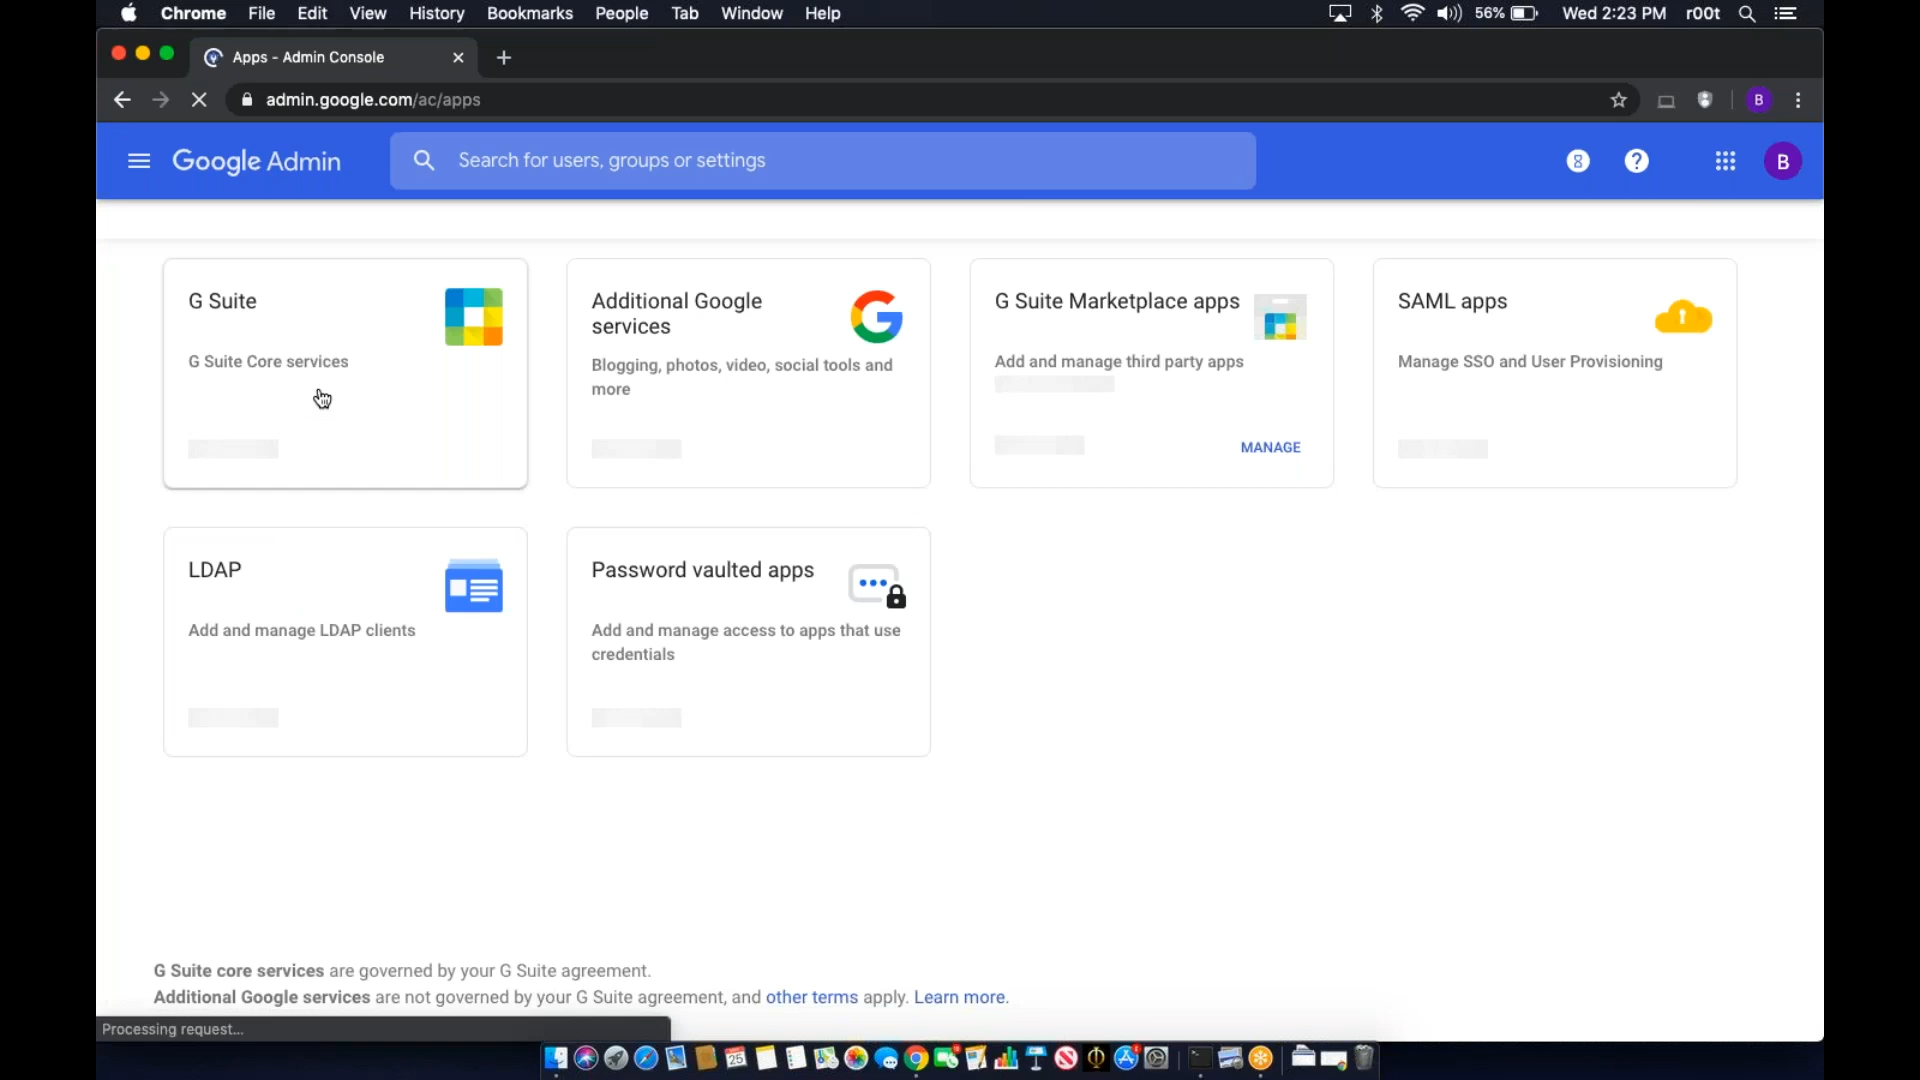 Chrome File Edit View History Bookmarks People Tab Window Help 56% Wed 2:23 PM r00t
Apps - Admin Console
admin.google.com/ac/apps B
Google Admin Search for users, groups or settings 8 ? B
G Suite
G Suite Core services
Additional Google
services
Blogging, photos, video, social tools and
more
G Suite Marketplace apps
Add and manage third party apps
MANAGE
SAML apps
Manage SSO and User Provisioning
LDAP
Add and manage LDAP clients
Password vaulted apps
Add and manage access to apps that use
credentials
G Suite core services are governed by your G Suite agreement.
Additional Google services are not governed by your G Suite agreement, and other terms apply. Learn more.
Processing request...
25